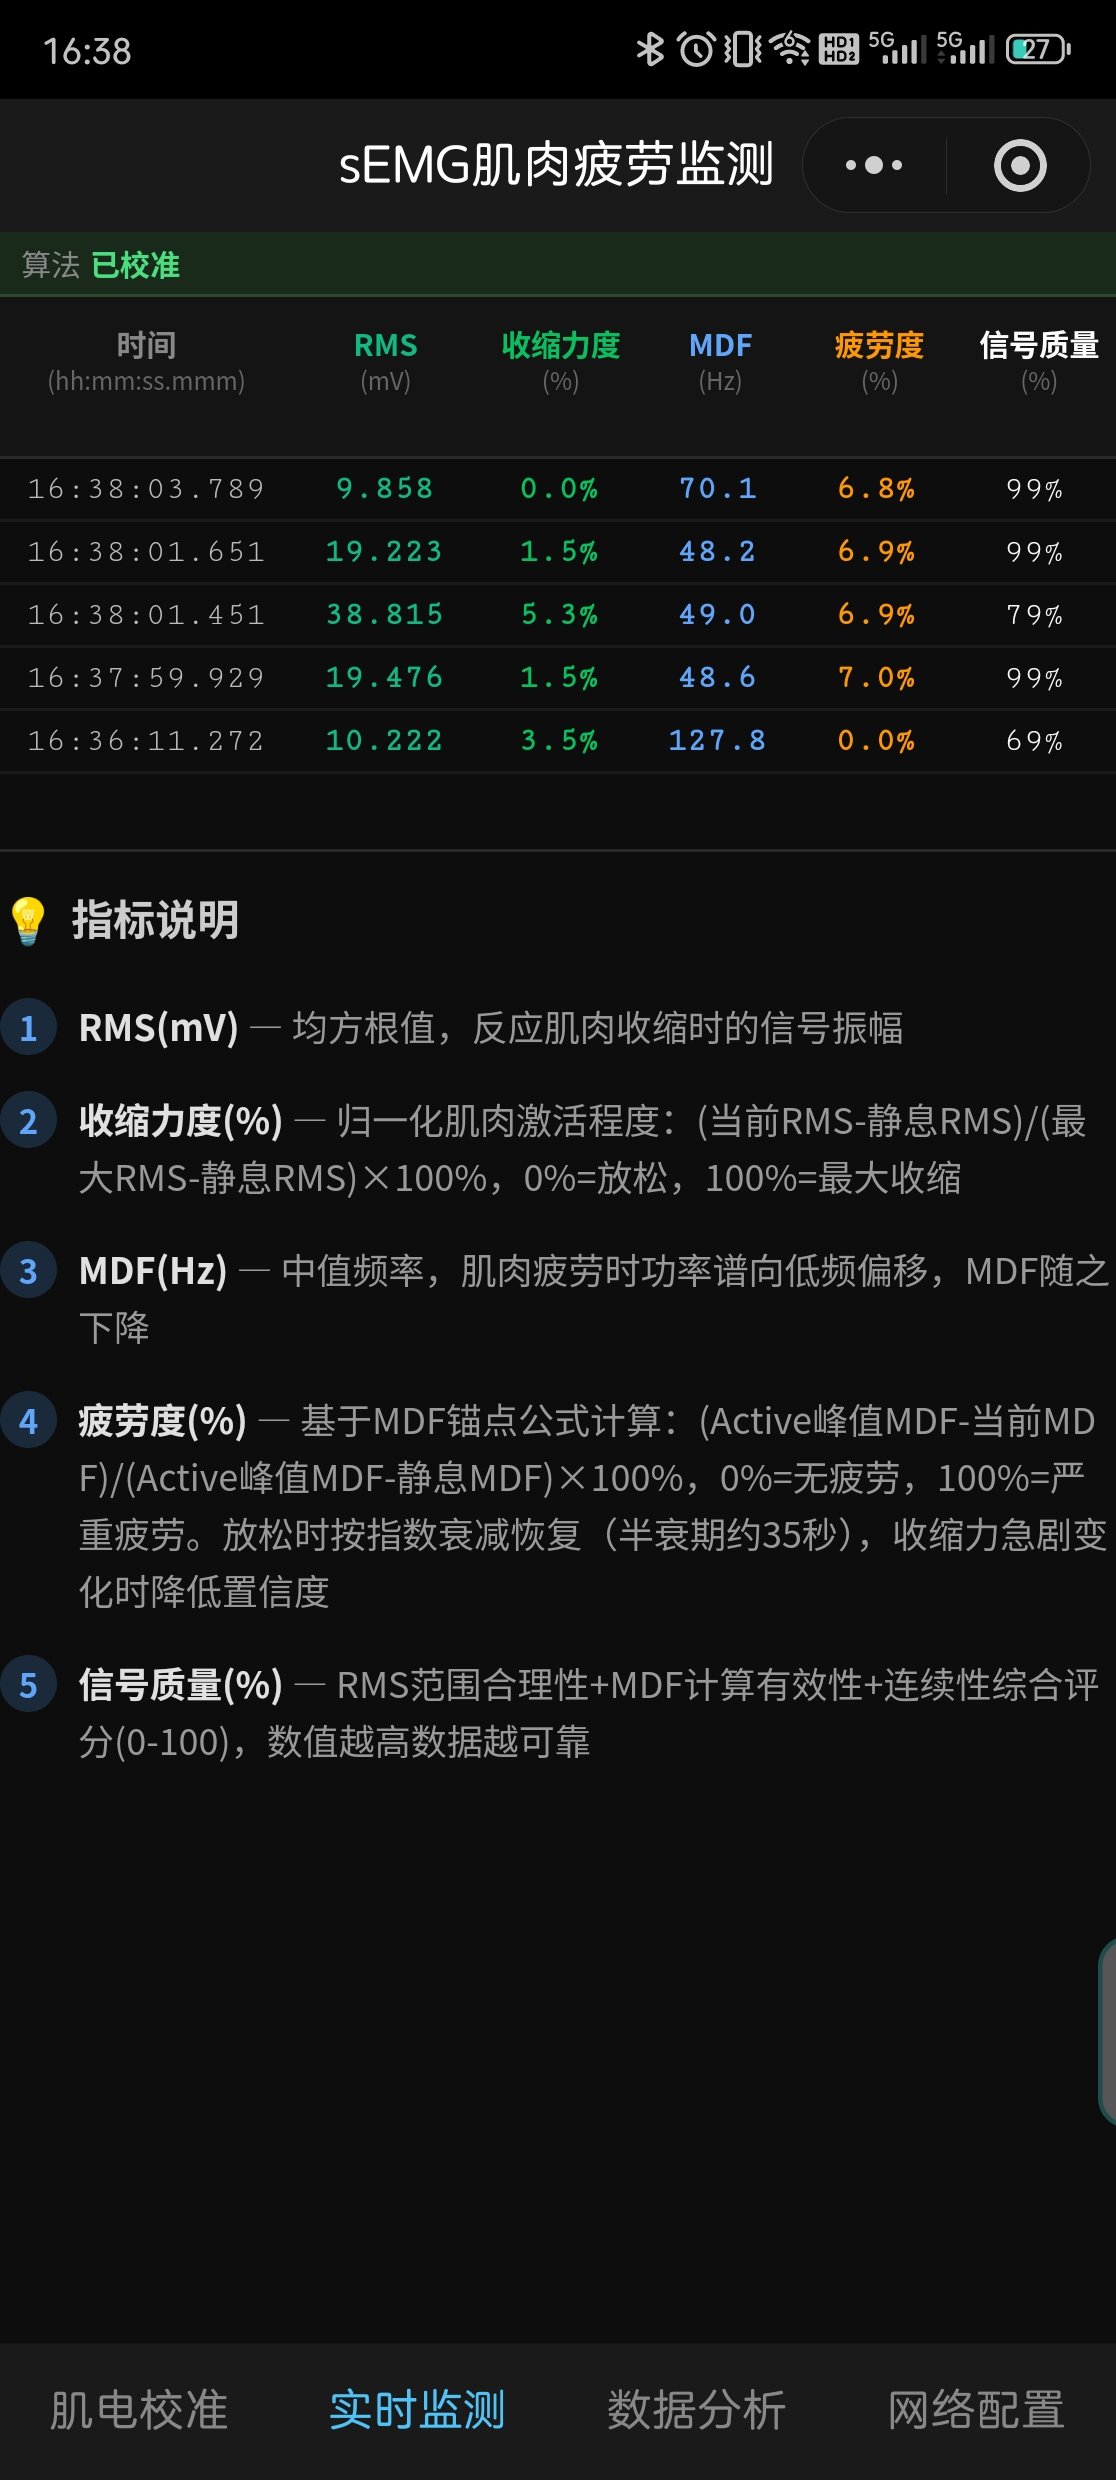 16:38
6 HD1 HD2 5G 5G 27
sEMG肌肉疲劳监测
算法 已校准
时间 RMS 收缩力度 MDF 疲劳度 信号质量
(hh:mm:ss.mmm) (mV) (%) (Hz) (%) (%)
16:38:03.789 9.858 0.0% 70.1 6.8% 99%
16:38:01.651 19.223 1.5% 48.2 6.9% 99%
16:38:01.451 38.815 5.3% 49.0 6.9% 79%
16:37:59.929 19.476 1.5% 48.6 7.0% 99%
16:36:11.272 10.222 3.5% 127.8 0.0% 69%
💡 指标说明
1 RMS(mV) — 均方根值，反应肌肉收缩时的信号振幅
2 收缩力度(%) — 归一化肌肉激活程度：(当前RMS-静息RMS)/(最
大RMS-静息RMS)×100%，0%=放松，100%=最大收缩
3 MDF(Hz) — 中值频率，肌肉疲劳时功率谱向低频偏移，MDF随之
下降
4 疲劳度(%) — 基于MDF锚点公式计算：(Active峰值MDF-当前MD
F)/(Active峰值MDF-静息MDF)×100%，0%=无疲劳，100%=严
重疲劳。放松时按指数衰减恢复（半衰期约35秒），收缩力急剧变
化时降低置信度
5 信号质量(%) — RMS范围合理性+MDF计算有效性+连续性综合评
分(0-100)，数值越高数据越可靠
肌电校准 实时监测 数据分析 网络配置